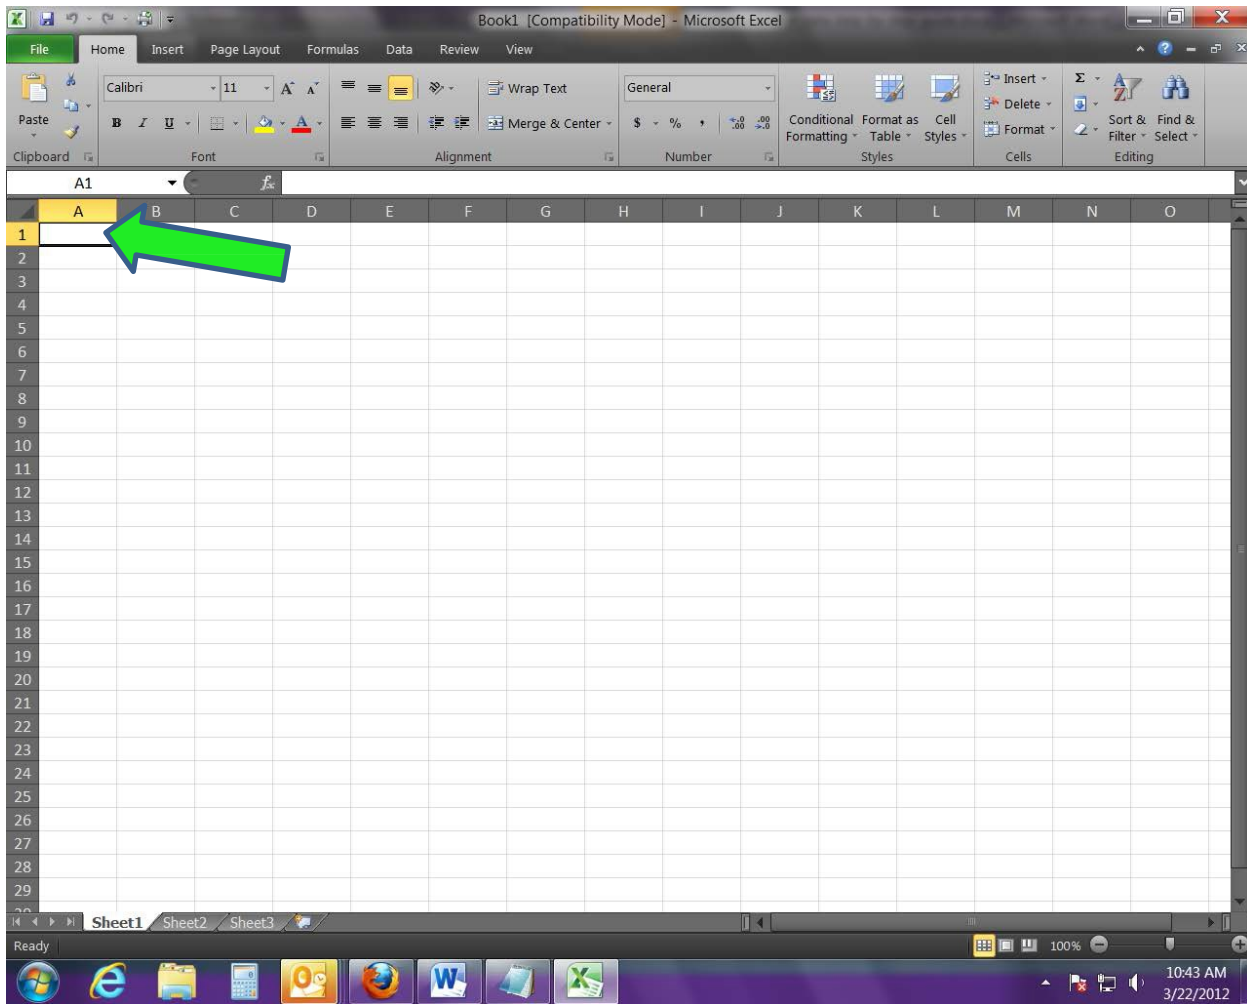 Book1 [Compatibility Mode] - Microsoft Excel
File Home Insert Page Layout Formulas Data Review View
Calibri 11 Wrap Text General Insert Σ
Delete
Paste B I U A Merge & Center $ % , .00 .0 Conditional Format as Cell Format Sort & Find &
Formatting Table Styles Filter Select
Clipboard Font Alignment Number Styles Cells Editing
A1 fx
A B C D E F G H I J K L M N O
1
2
3
4
5
6
7
8
9
10
11
12
13
14
15
16
17
18
19
20
21
22
23
24
25
26
27
28
29
Sheet1 Sheet2 Sheet3
Ready 100%
10:43 AM
3/22/2012